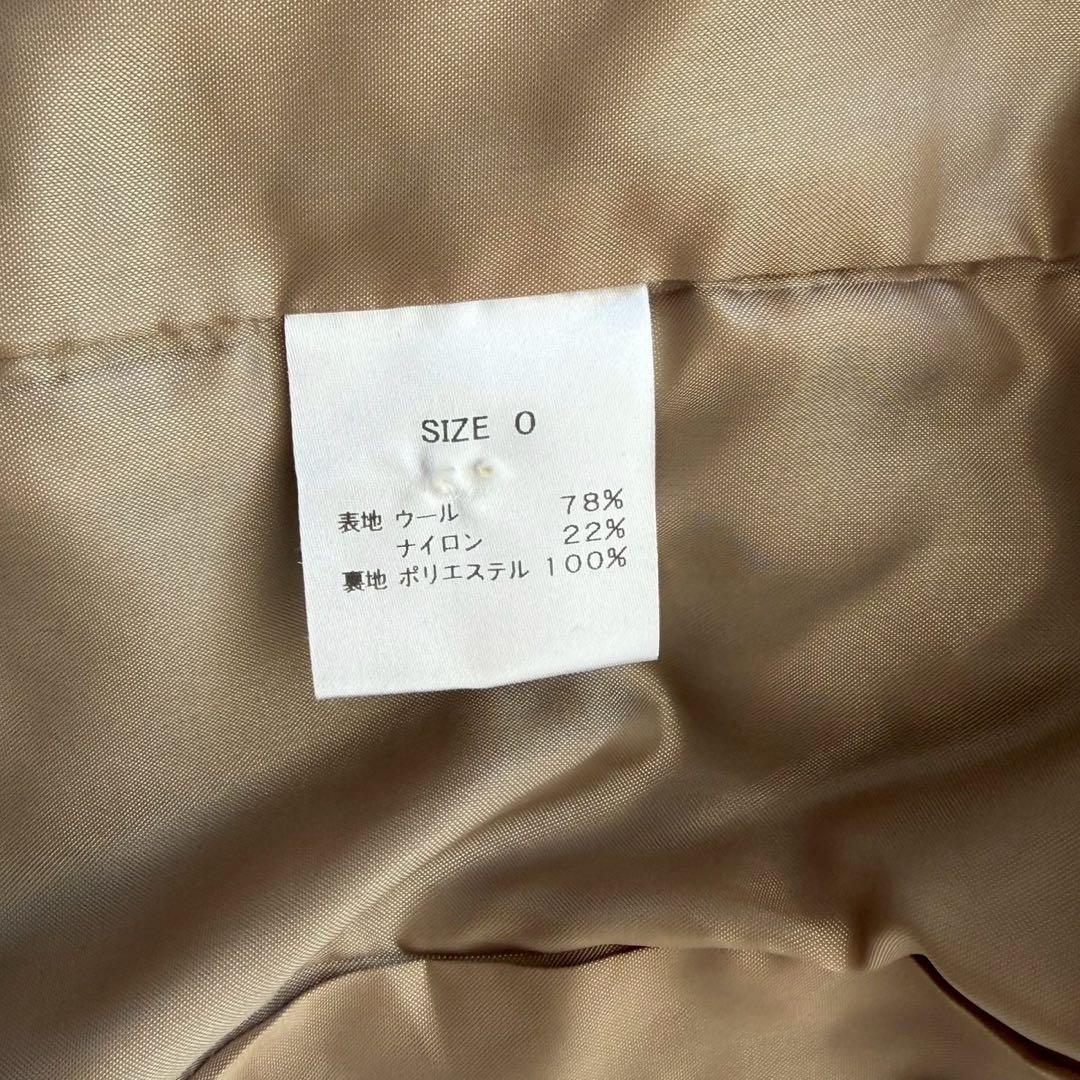 SIZE 0
表地 ウール 78%
ナイロン 22%
裏地 ポリエステル 100%